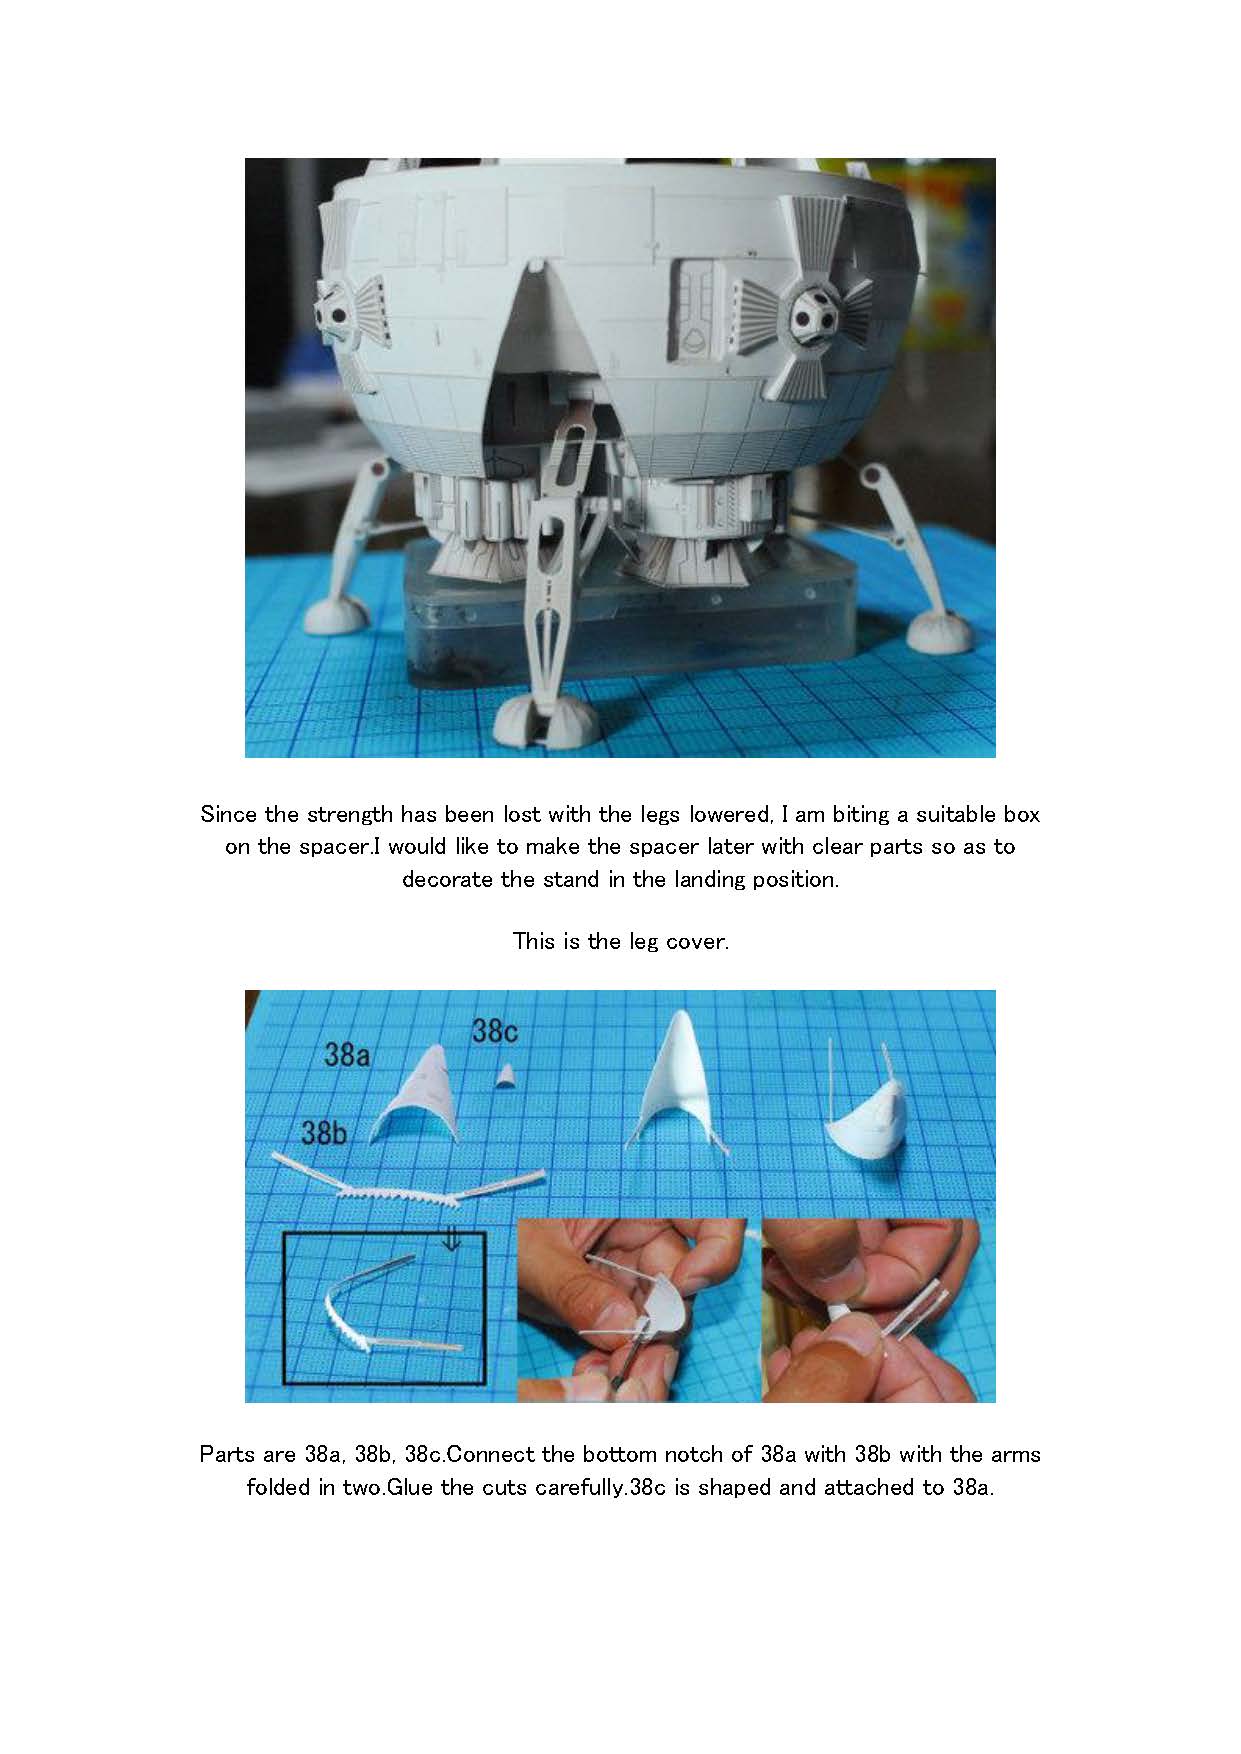 Since the strength has been lost with the legs lowered, I am biting a suitable box
on the spacer.I would like to make the spacer later with clear parts so as to
decorate the stand in the landing position.
This is the leg cover.
38a
38c
38b
Parts are 38a, 38b, 38c.Connect the bottom notch of 38a with 38b with the arms
folded in two.Glue the cuts carefully.38c is shaped and attached to 38a.